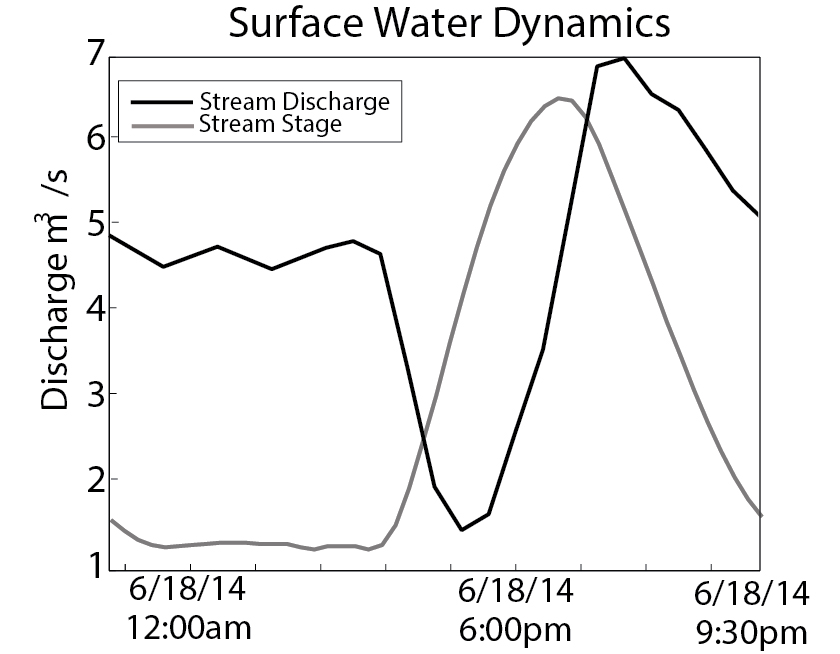 Surface Water Dynamics
Stream Discharge
Stream Stage
Discharge m³ /s
7
6
5
4
3
2
1
6/18/14
12:00am
6/18/14
6:00pm
6/18/14
9:30pm